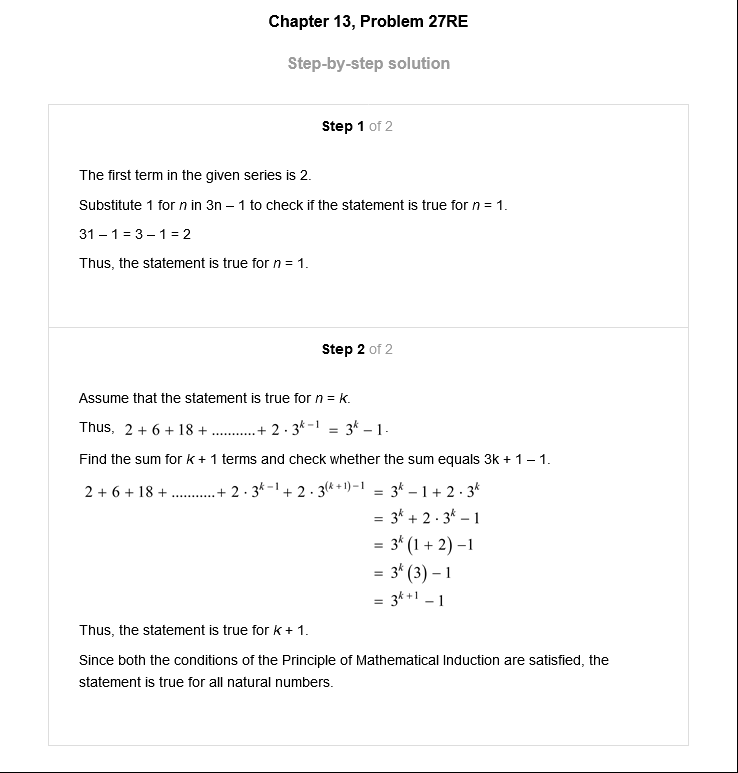 Chapter 13, Problem 27RE
Step-by-step solution
Step 1 of 2
The first term in the given series is 2.
Substitute 1 for n in 3n – 1 to check if the statement is true for n = 1.
31 – 1 = 3 – 1 = 2
Thus, the statement is true for n = 1.
Step 2 of 2
Assume that the statement is true for n = k.
Thus, 2 + 6 + 18 + ...........+ 2 · 3^{k−1} = 3^k − 1.
Find the sum for k + 1 terms and check whether the sum equals 3k + 1 – 1.
2 + 6 + 18 + ...........+ 2 · 3^{k−1} + 2 · 3^{(k+1)−1} = 3^k − 1 + 2 · 3^k
= 3^k + 2 · 3^k − 1
= 3^k (1 + 2) −1
= 3^k (3) − 1
= 3^{k+1} − 1
Thus, the statement is true for k + 1.
Since both the conditions of the Principle of Mathematical Induction are satisfied, the
statement is true for all natural numbers.